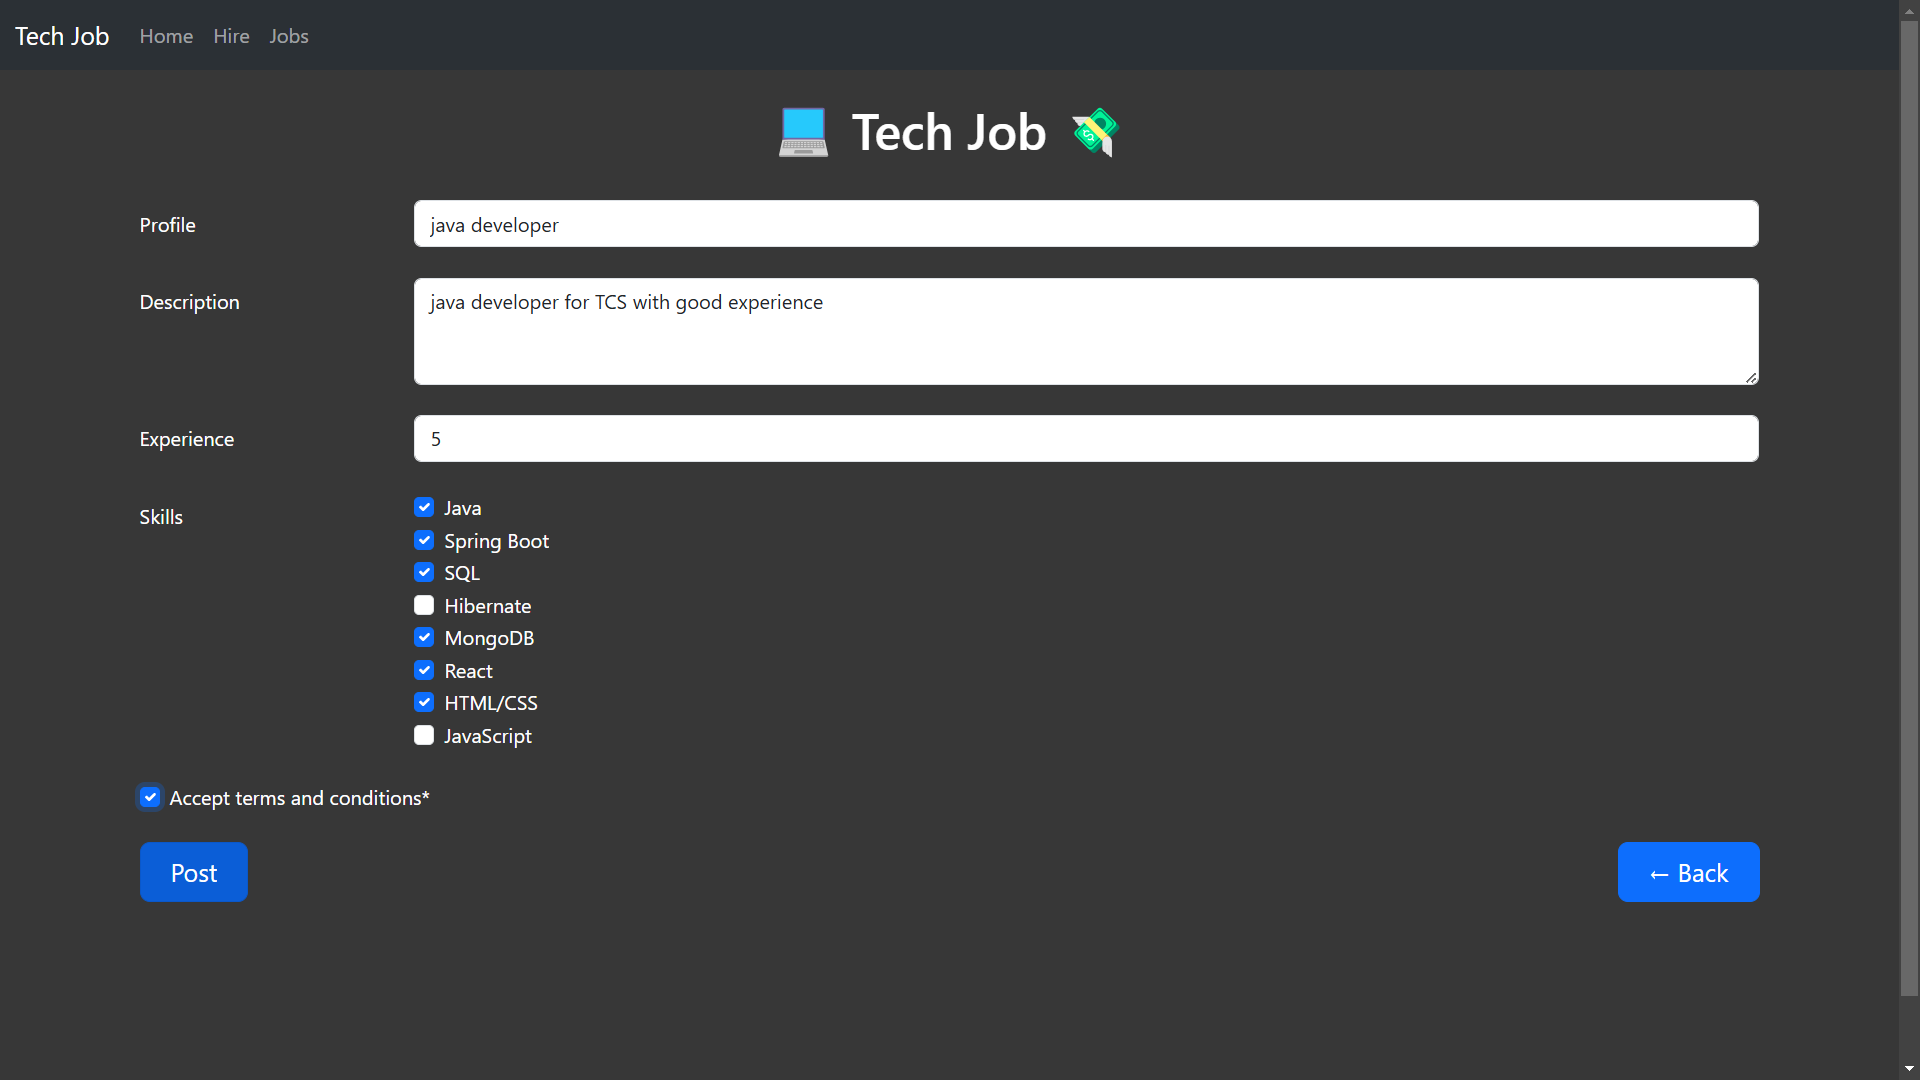 Tech Job Home Hire Jobs
💻 Tech Job 💸
Profile
java developer
Description
java developer for TCS with good experience
Experience
5
Skills
Java
Spring Boot
SQL
Hibernate
MongoDB
React
HTML/CSS
JavaScript
Accept terms and conditions*
Post
← Back